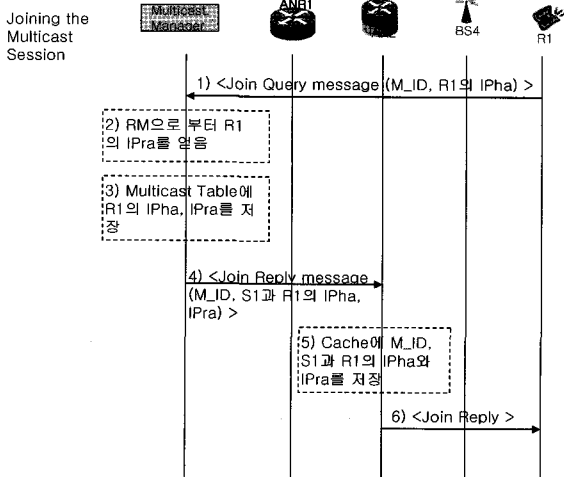 Joining the
Multicast
Session
Multicast
Manager
ANR1
BS4
R1
1) <Join Query message (M_ID, R1의 IPha) >
2) RM으로 부터 R1
의 IPra를 얻음
3) Multicast Table에
R1의 IPha, IPra를 저
장
4) <Join Reply message
(M_ID, S1과 R1의 IPha,
IPra) >
5) Cache에 M_ID,
S1과 R1의 IPha와
IPra를 저장
6) <Join Reply >